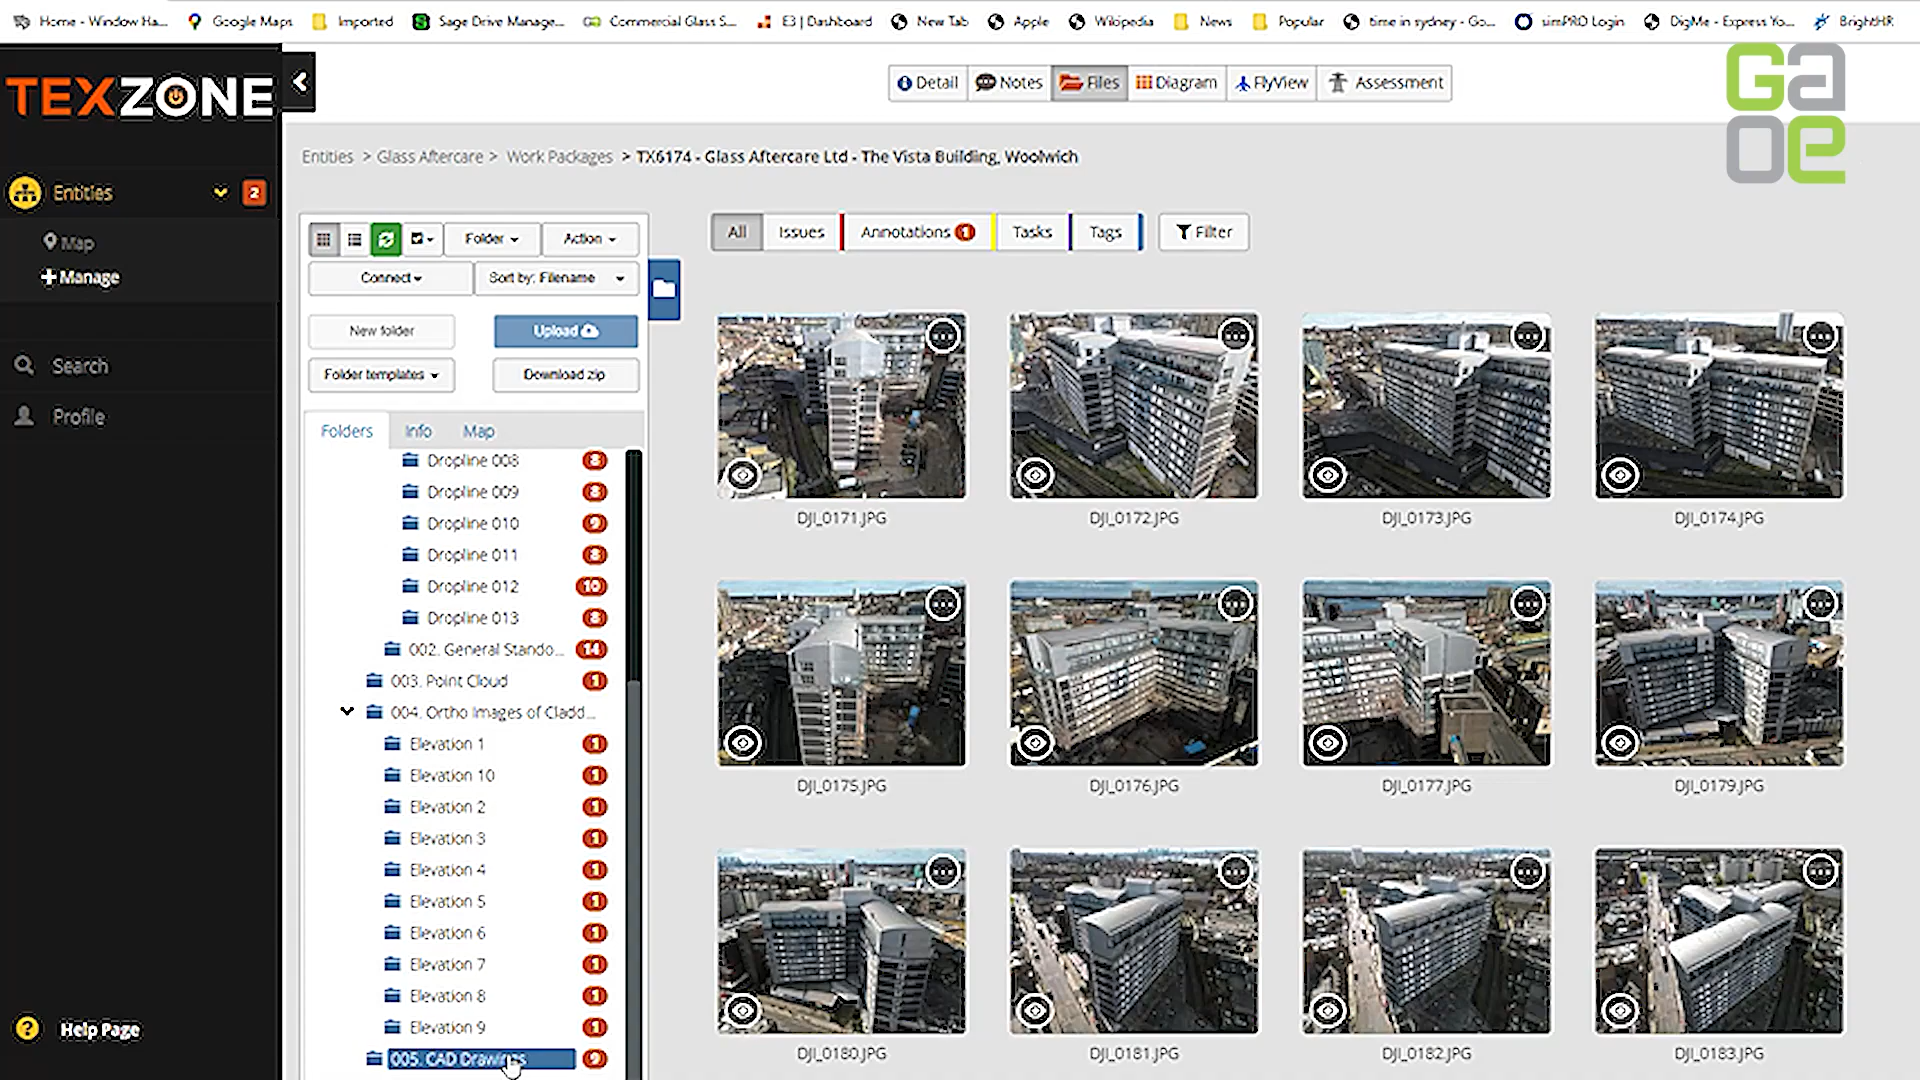 Home - Window Ha...
Google Maps
Imported
Sage Drive Manage...
Commercial Glass S...
E3 | Dashboard
New Tab
Apple
Wikipedia
News
Popular
time in sydney - Go...
simPRO Login
DigMe - Express Yo...
BrightHR
TEXZONE
Detail
Notes
Files
Diagram
FlyView
Assessment
Gaoe
Entities > Glass Aftercare > Work Packages > TX6174 - Glass Aftercare Ltd - The Vista Building, Woolwich
Entities 2
Map
Manage
Search
Profile
Help Page
Folder
Action
Connect
Sort by: Filename
New folder
Upload
Folder templates
Download zip
Folders
Info
Map
Dropline 008 8
Dropline 009 8
Dropline 010 9
Dropline 011 8
Dropline 012 10
Dropline 013 8
002. General Stando... 14
003. Point Cloud 1
004. Ortho Images of Cladd...
Elevation 1 1
Elevation 10 1
Elevation 2 1
Elevation 3 1
Elevation 4 1
Elevation 5 1
Elevation 6 1
Elevation 7 1
Elevation 8 1
Elevation 9 1
005. CAD Drawings 9
All
Issues
Annotations 1
Tasks
Tags
Filter
DJI_0171.JPG
DJI_0172.JPG
DJI_0173.JPG
DJI_0174.JPG
DJI_0175.JPG
DJI_0176.JPG
DJI_0177.JPG
DJI_0179.JPG
DJI_0180.JPG
DJI_0181.JPG
DJI_0182.JPG
DJI_0183.JPG